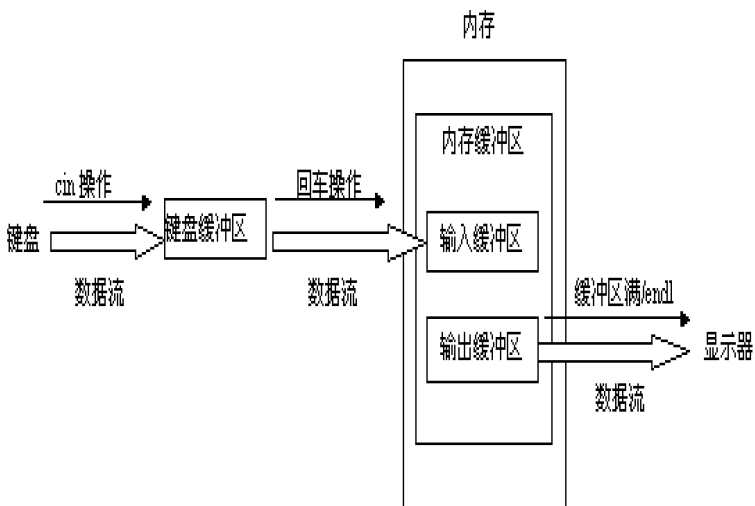 内存
内存缓冲区
cin 操作
回车操作
键盘
键盘缓冲区
输入缓冲区
数据流
数据流
缓冲区满/endl
输出缓冲区
显示器
数据流